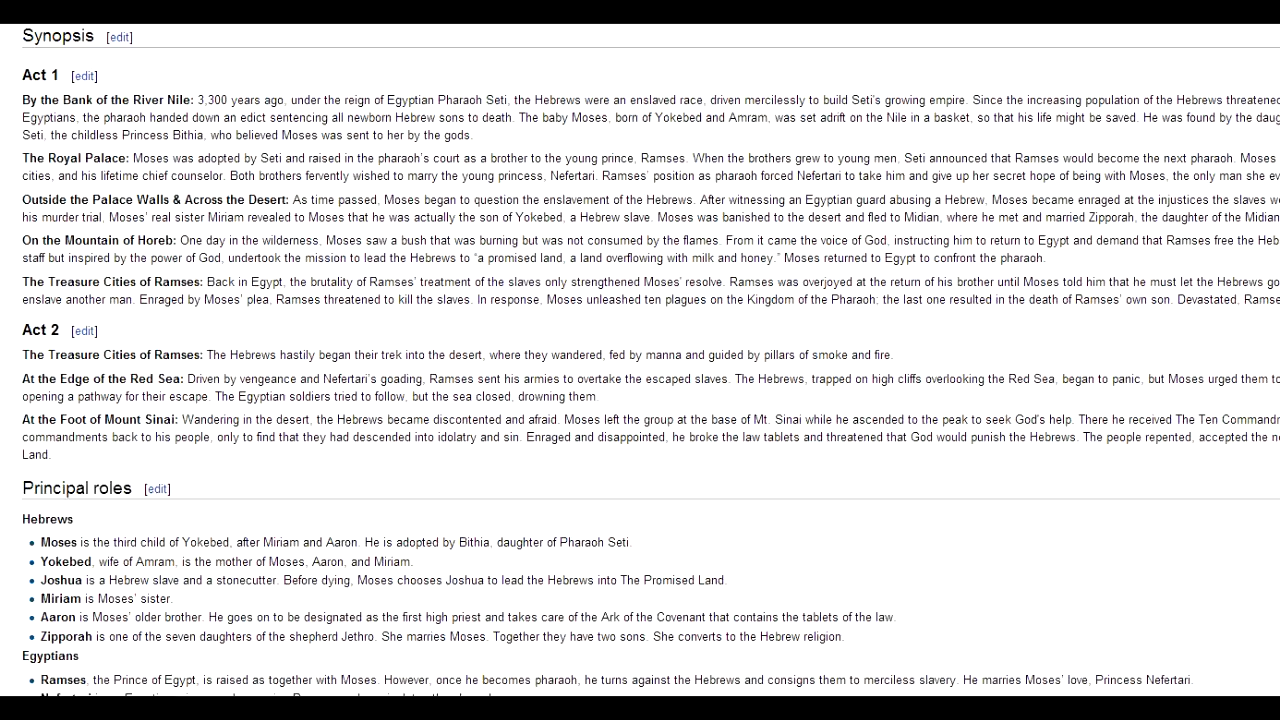 Synopsis [edit]
Act 1 [edit]
By the Bank of the River Nile: 3,300 years ago, under the reign of Egyptian Pharaoh Seti, the Hebrews were an enslaved race, driven mercilessly to build Seti's growing empire. Since the increasing population of the Hebrews threatene
Egyptians, the pharaoh handed down an edict sentencing all newborn Hebrew sons to death. The baby Moses, born of Yokebed and Amram, was set adrift on the Nile in a basket, so that his life might be saved. He was found by the daug
Seti, the childless Princess Bithia, who believed Moses was sent to her by the gods.
The Royal Palace: Moses was adopted by Seti and raised in the pharaoh's court as a brother to the young prince, Ramses. When the brothers grew to young men, Seti announced that Ramses would become the next pharaoh. Moses
cities, and his lifetime chief counselor. Both brothers fervently wished to marry the young princess, Nefertari. Ramses' position as pharaoh forced Nefertari to take him and give up her secret hope of being with Moses, the only man she ev
Outside the Palace Walls & Across the Desert: As time passed, Moses began to question the enslavement of the Hebrews. After witnessing an Egyptian guard abusing a Hebrew, Moses became enraged at the injustices the slaves we
his murder trial, Moses' real sister Miriam revealed to Moses that he was actually the son of Yokebed, a Hebrew slave. Moses was banished to the desert and fled to Midian, where he met and married Zipporah, the daughter of the Midian
On the Mountain of Horeb: One day in the wilderness, Moses saw a bush that was burning but was not consumed by the flames. From it came the voice of God, instructing him to return to Egypt and demand that Ramses free the Heb
staff but inspired by the power of God, undertook the mission to lead the Hebrews to "a promised land, a land overflowing with milk and honey." Moses returned to Egypt to confront the pharaoh.
The Treasure Cities of Ramses: Back in Egypt, the brutality of Ramses' treatment of the slaves only strengthened Moses' resolve. Ramses was overjoyed at the return of his brother until Moses told him that he must let the Hebrews go
enslave another man. Enraged by Moses' plea, Ramses threatened to kill the slaves. In response, Moses unleashed ten plagues on the Kingdom of the Pharaoh; the last one resulted in the death of Ramses' own son. Devastated, Ramse
Act 2 [edit]
The Treasure Cities of Ramses: The Hebrews hastily began their trek into the desert, where they wandered, fed by manna and guided by pillars of smoke and fire.
At the Edge of the Red Sea: Driven by vengeance and Nefertari's goading, Ramses sent his armies to overtake the escaped slaves. The Hebrews, trapped on high cliffs overlooking the Red Sea, began to panic, but Moses urged them to
opening a pathway for their escape. The Egyptian soldiers tried to follow, but the sea closed, drowning them.
At the Foot of Mount Sinai: Wandering in the desert, the Hebrews became discontented and afraid. Moses left the group at the base of Mt. Sinai while he ascended to the peak to seek God's help. There he received The Ten Commandr
commandments back to his people, only to find that they had descended into idolatry and sin. Enraged and disappointed, he broke the law tablets and threatened that God would punish the Hebrews. The people repented, accepted the ne
Land.
Principal roles [edit]
Hebrews
• Moses is the third child of Yokebed, after Miriam and Aaron. He is adopted by Bithia, daughter of Pharaoh Seti.
• Yokebed, wife of Amram, is the mother of Moses, Aaron, and Miriam.
• Joshua is a Hebrew slave and a stonecutter. Before dying, Moses chooses Joshua to lead the Hebrews into The Promised Land.
• Miriam is Moses' sister.
• Aaron is Moses' older brother. He goes on to be designated as the first high priest and takes care of the Ark of the Covenant that contains the tablets of the law.
• Zipporah is one of the seven daughters of the shepherd Jethro. She marries Moses. Together they have two sons. She converts to the Hebrew religion.
Egyptians
• Ramses, the Prince of Egypt, is raised as together with Moses. However, once he becomes pharaoh, he turns against the Hebrews and consigns them to merciless slavery. He marries Moses' love, Princess Nefertari.